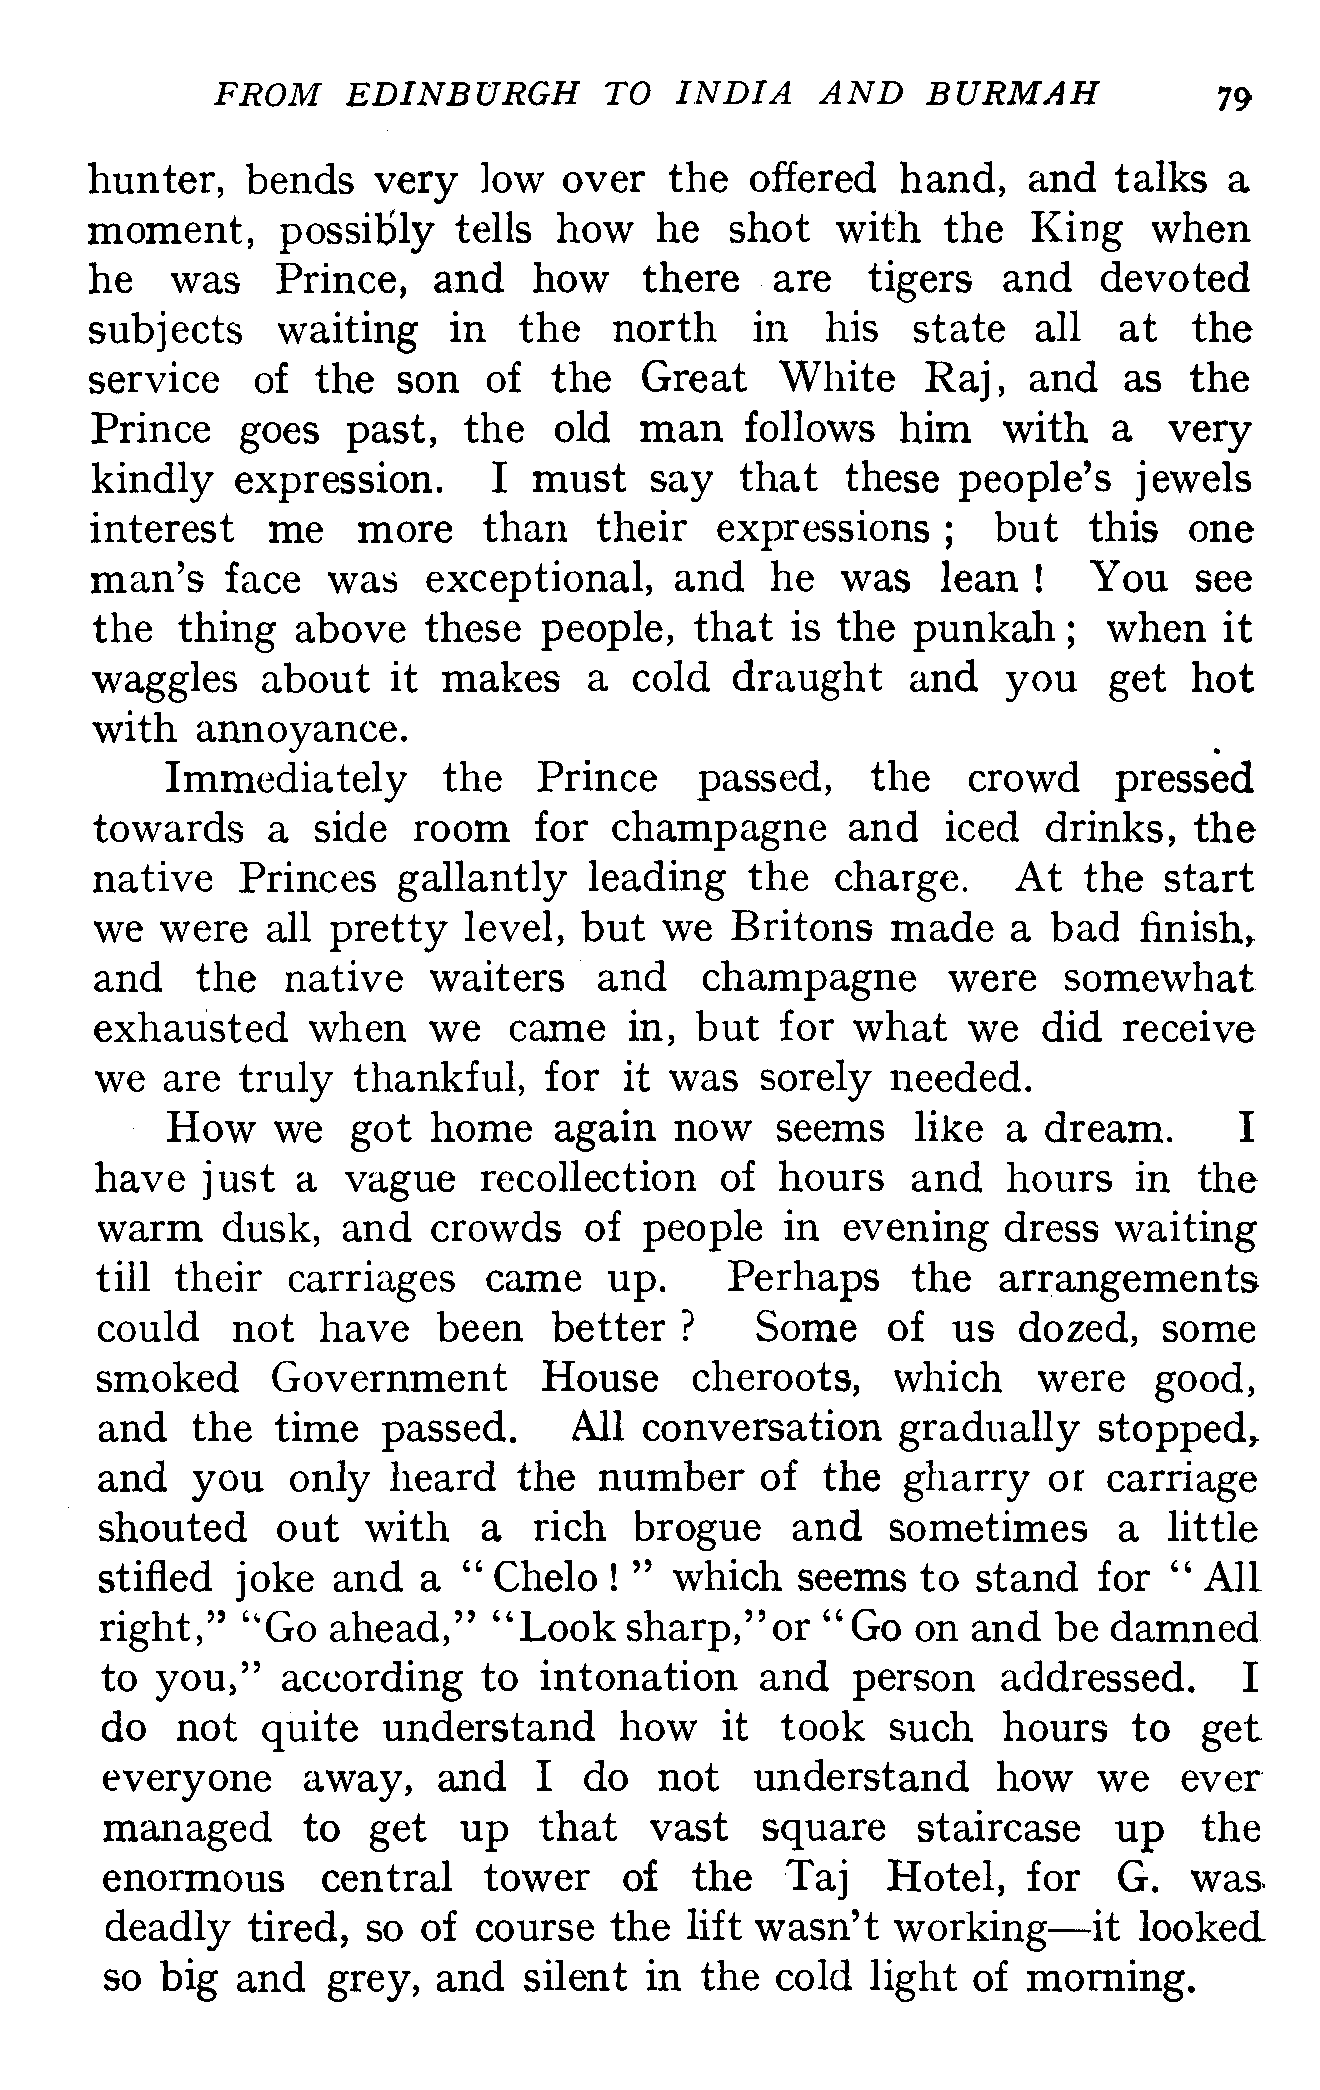 FROM EDINBURGH TO INDIA AND BURMAH 79
hunter, bends very low over the offered hand, and talks a
moment, possibly tells how he shot with the King when
he was Prince, and how there are tigers and devoted
subjects waiting in the north in his state all at the
service of the son of the Great White Raj, and as the
Prince goes past, the old man follows him with a very
kindly expression. I must say that these people's jewels
interest me more than their expressions ; but this one
man's face was exceptional, and he was lean ! You see
the thing above these people, that is the punkah ; when it
waggles about it makes a cold draught and you get hot
with annoyance.
Immediately the Prince passed, the crowd pressed
towards a side room for champagne and iced drinks, the
native Princes gallantly leading the charge. At the start
we were all pretty level, but we Britons made a bad finish,
and the native waiters and champagne were somewhat
exhausted when we came in, but for what we did receive
we are truly thankful, for it was sorely needed.
How we got home again now seems like a dream. I
have just a vague recollection of hours and hours in the
warm dusk, and crowds of people in evening dress waiting
till their carriages came up. Perhaps the arrangements
could not have been better ? Some of us dozed, some
smoked Government House cheroots, which were good,
and the time passed. All conversation gradually stopped,
and you only heard the number of the gharry or carriage
shouted out with a rich brogue and sometimes a little
stifled joke and a “ Chelo ! ” which seems to stand for “ All
right,” “Go ahead,” “Look sharp,” or “ Go on and be damned
to you,” according to intonation and person addressed. I
do not quite understand how it took such hours to get
everyone away, and I do not understand how we ever
managed to get up that vast square staircase up the
enormous central tower of the Taj Hotel, for G. was
deadly tired, so of course the lift wasn't working—it looked
so big and grey, and silent in the cold light of morning.